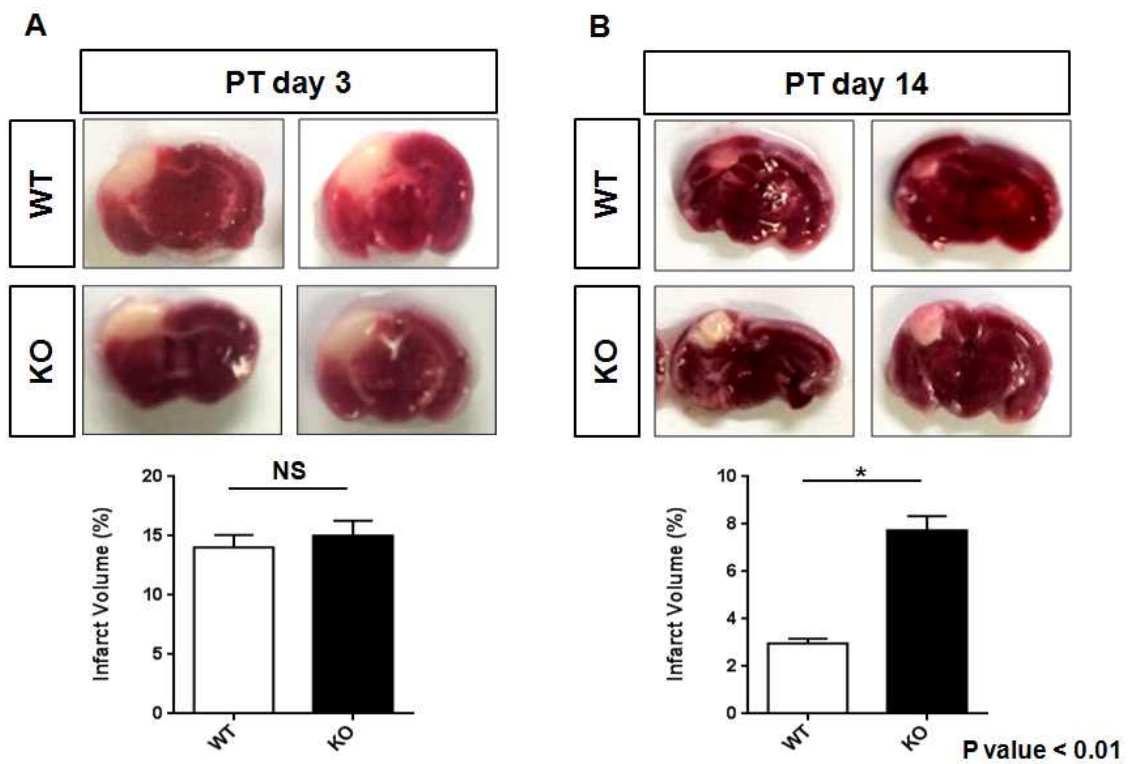 A
B
PT day 3
PT day 14
WT
WT
KO
KO
NS
Infarct Volume (%)
20
15
10
5
0
WT
KO
*
Infarct Volume (%)
10
8
6
4
2
0
WT
KO
P value < 0.01